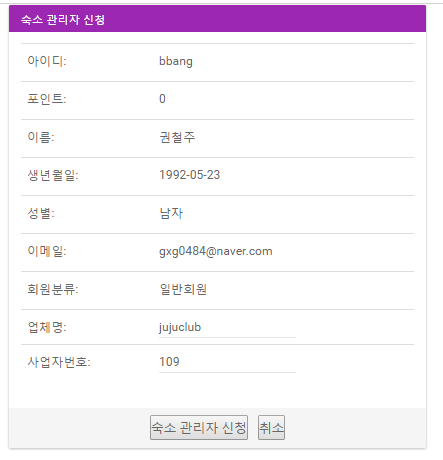 숙소 관리자 신청
아이디: bbang
포인트: 0
이름: 권철주
생년월일: 1992-05-23
성별: 남자
이메일: gxg0484@naver.com
회원분류: 일반회원
업체명: jujuclub
사업자번호: 109
숙소 관리자 신청 취소